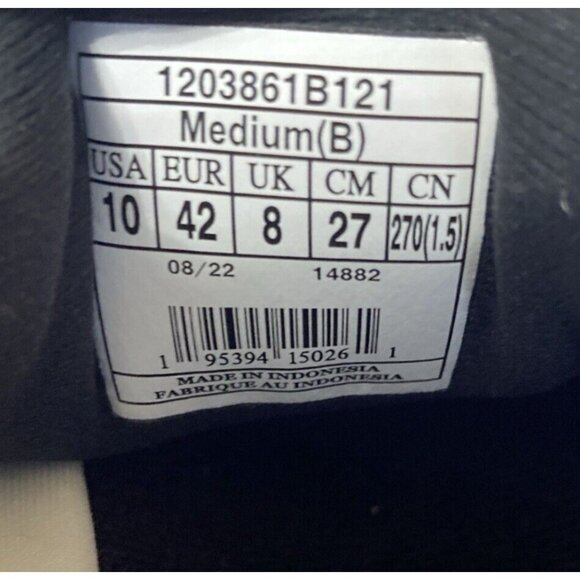 1203861B121
Medium(B)
USA EUR UK CM CN
10 42 8 27 270(1.5)
08/22 14882
1 95394 15026 1
MADE IN INDONESIA
FABRIQUE AU INDONESIA